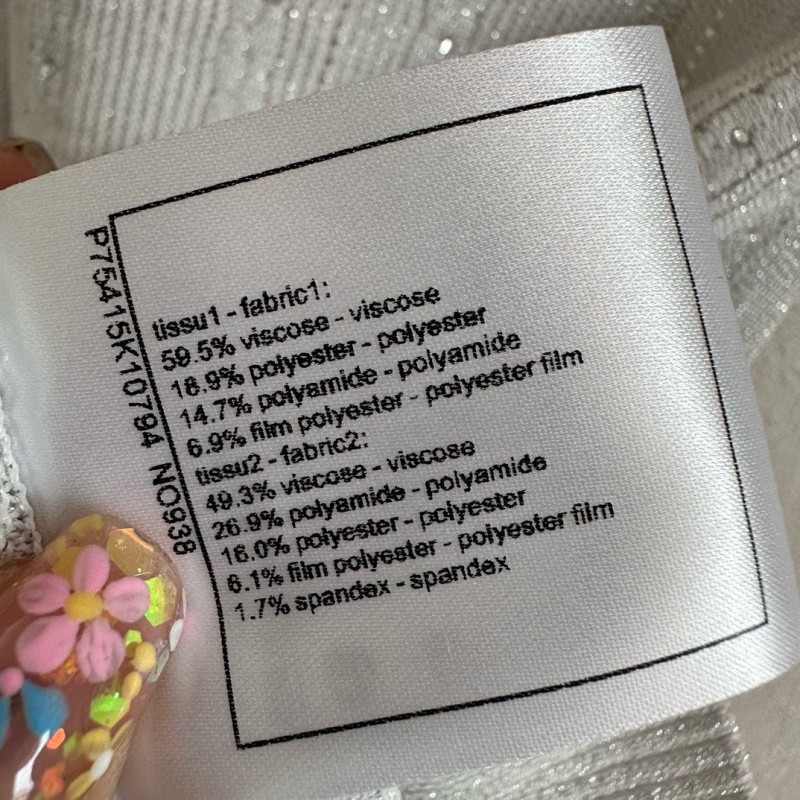 P75415K10794 NO938
tissu1 - fabric1:
59.5% viscose - viscose
18.9% polyester - polyester
14.7% polyamide - polyamide
6.9% film polyester - polyester film
tissu2 - fabric2:
49.3% viscose - viscose
26.9% polyamide - polyamide
16.0% polyester - polyester
6.1% film polyester - polyester film
1.7% spandex - spandex